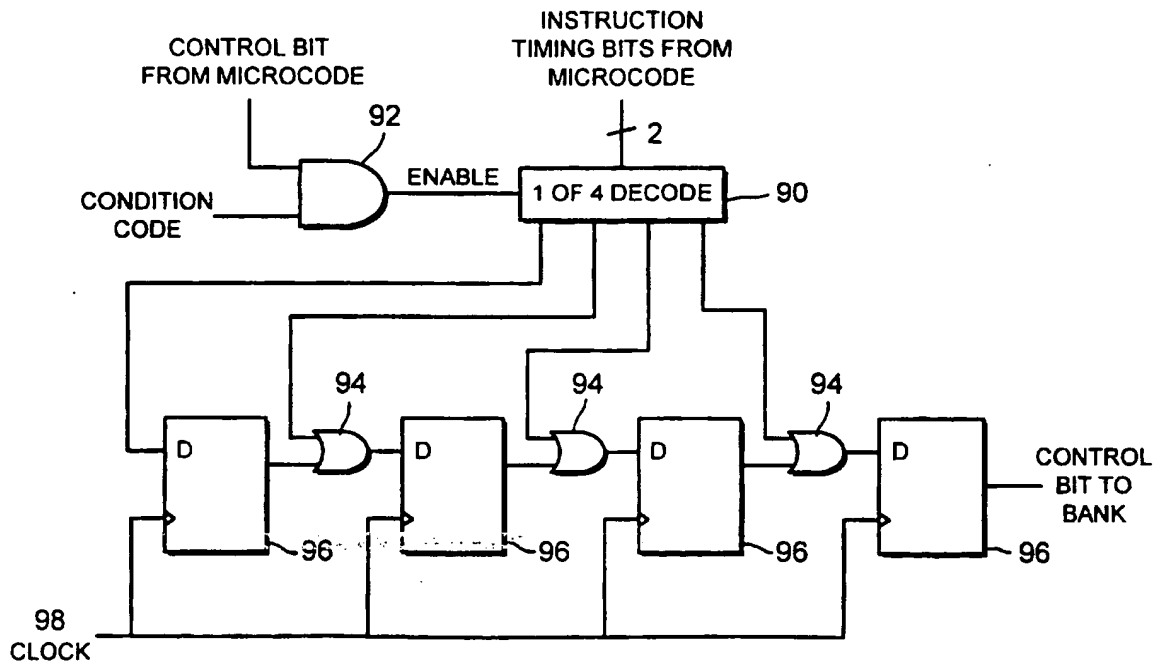 INSTRUCTION
TIMING BITS FROM
MICROCODE
CONTROL BIT
FROM MICROCODE
92
2
ENABLE
1 OF 4 DECODE
90
CONDITION
CODE
94
94
94
D
D
D
D
CONTROL
BIT TO
BANK
96
96
96
96
98
CLOCK